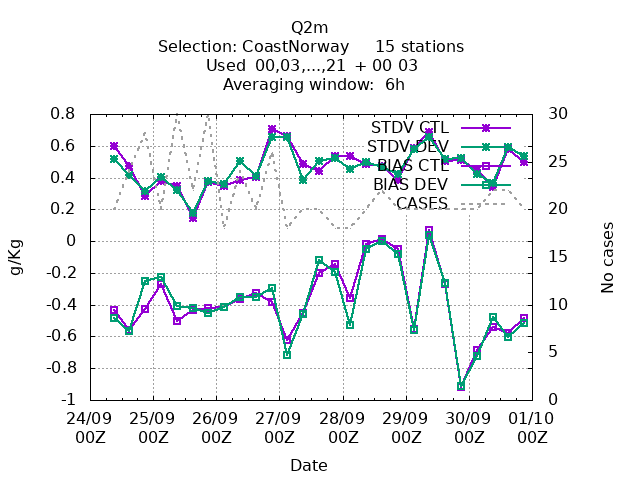 Q2m
Selection: CoastNorway 15 stations
Used 00,03,...,21 + 00 03
Averaging window: 6h
0.8
0.6
0.4
0.2
0
-0.2
-0.4
-0.6
-0.8
-1
g/Kg
STDV CTL
STDV DEV
BIAS CTL
BIAS DEV
CASES
30
25
20
15
10
5
0
No cases
24/09 25/09 26/09 27/09 28/09 29/09 30/09 01/10
00Z 00Z 00Z 00Z 00Z 00Z 00Z 00Z
Date